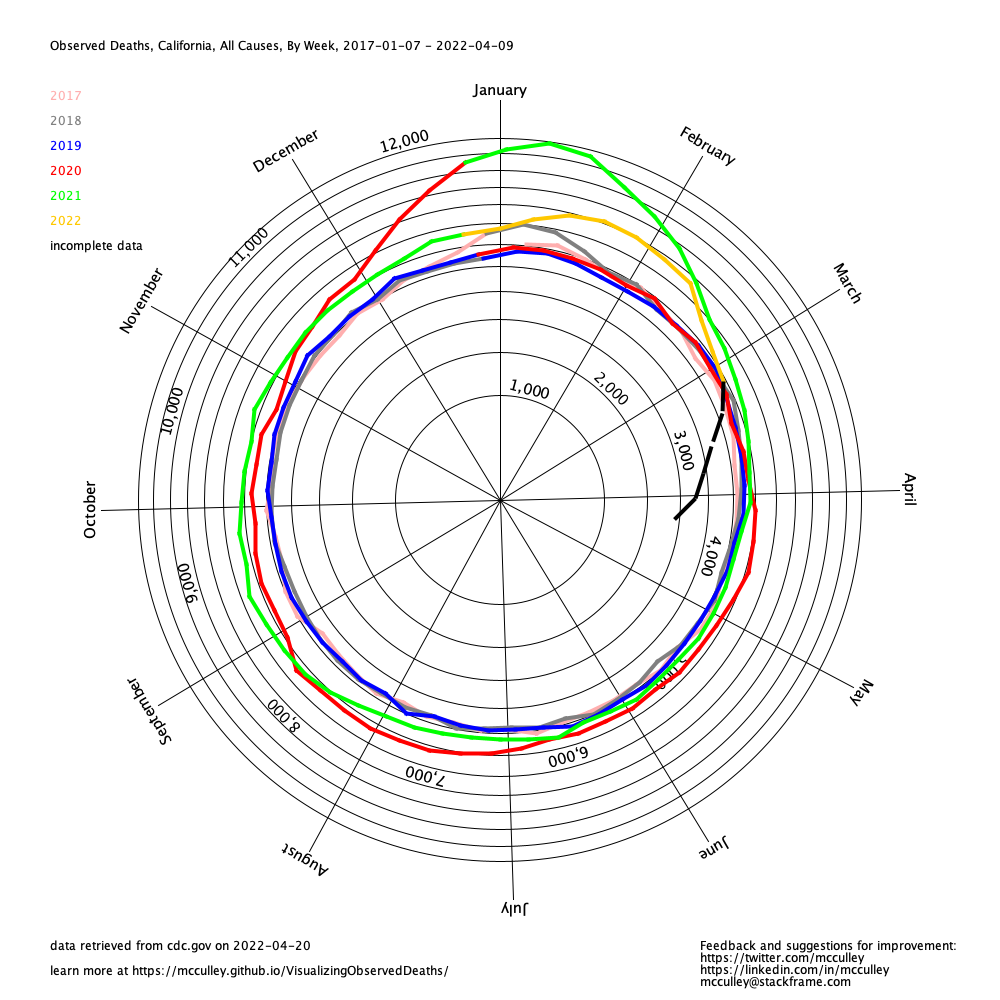 Observed Deaths, California, All Causes, By Week, 2017-01-07 - 2022-04-09
January
2017
2018
2019
2020
2021
2022
incomplete data
December
February
12,000
11,000
November
March
10,000
1,000
2,000
3,000
October
April
4,000
9,000
5,000
September
May
8,000
7,000
6,000
August
June
July
data retrieved from cdc.gov on 2022-04-20
learn more at https://mcculley.github.io/VisualizingObservedDeaths/
Feedback and suggestions for improvement:
https://twitter.com/mcculley
https://linkedin.com/in/mcculley
mcculley@stackframe.com